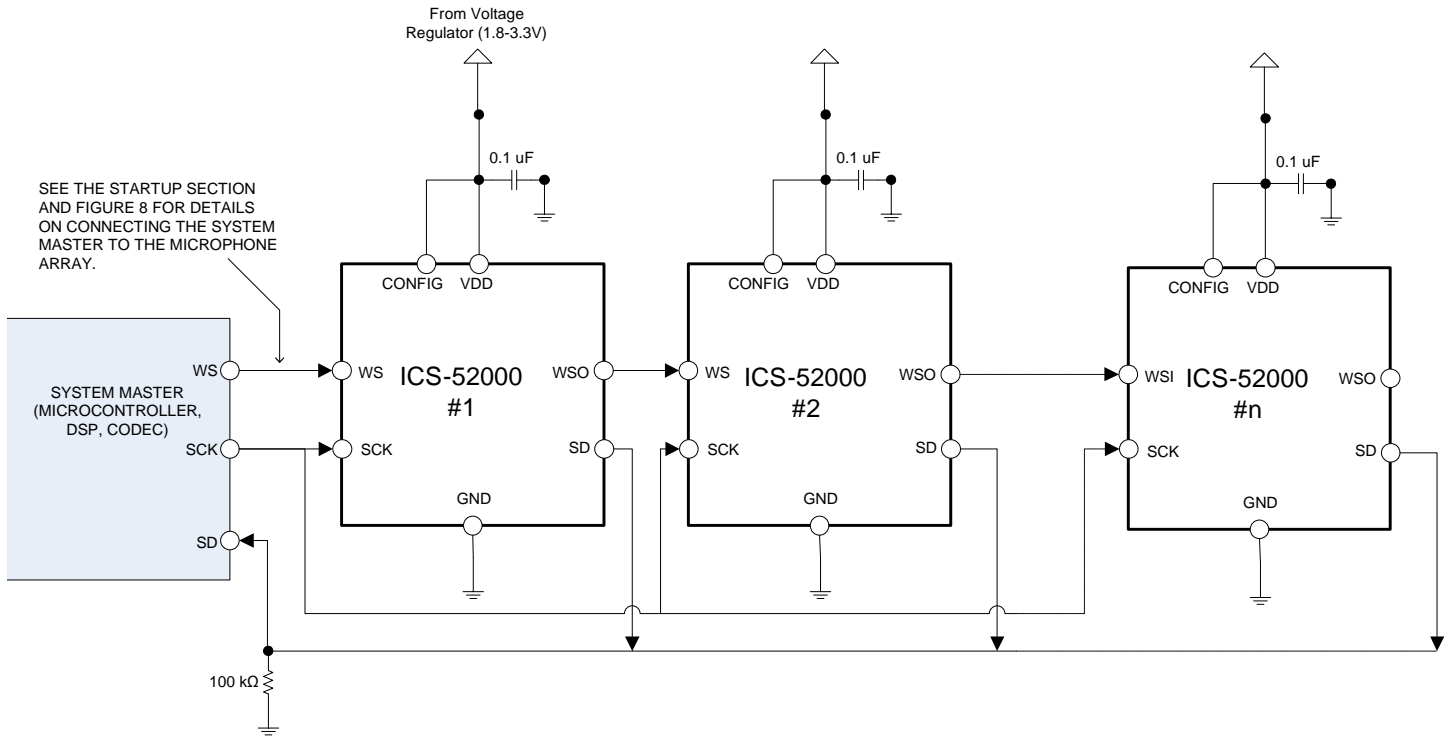 From Voltage
Regulator (1.8-3.3V)
0.1 uF
0.1 uF
0.1 uF
SEE THE STARTUP SECTION
AND FIGURE 8 FOR DETAILS
ON CONNECTING THE SYSTEM
MASTER TO THE MICROPHONE
ARRAY.
CONFIG VDD
CONFIG VDD
CONFIG VDD
SYSTEM MASTER
(MICROCONTROLLER,
DSP, CODEC)
WS
SCK
SD
WS
ICS-52000
#1
WSO
SCK
SD
GND
WS
ICS-52000
#2
WSO
SCK
SD
GND
WSI
ICS-52000
#n
WSO
SCK
SD
GND
100 kΩ